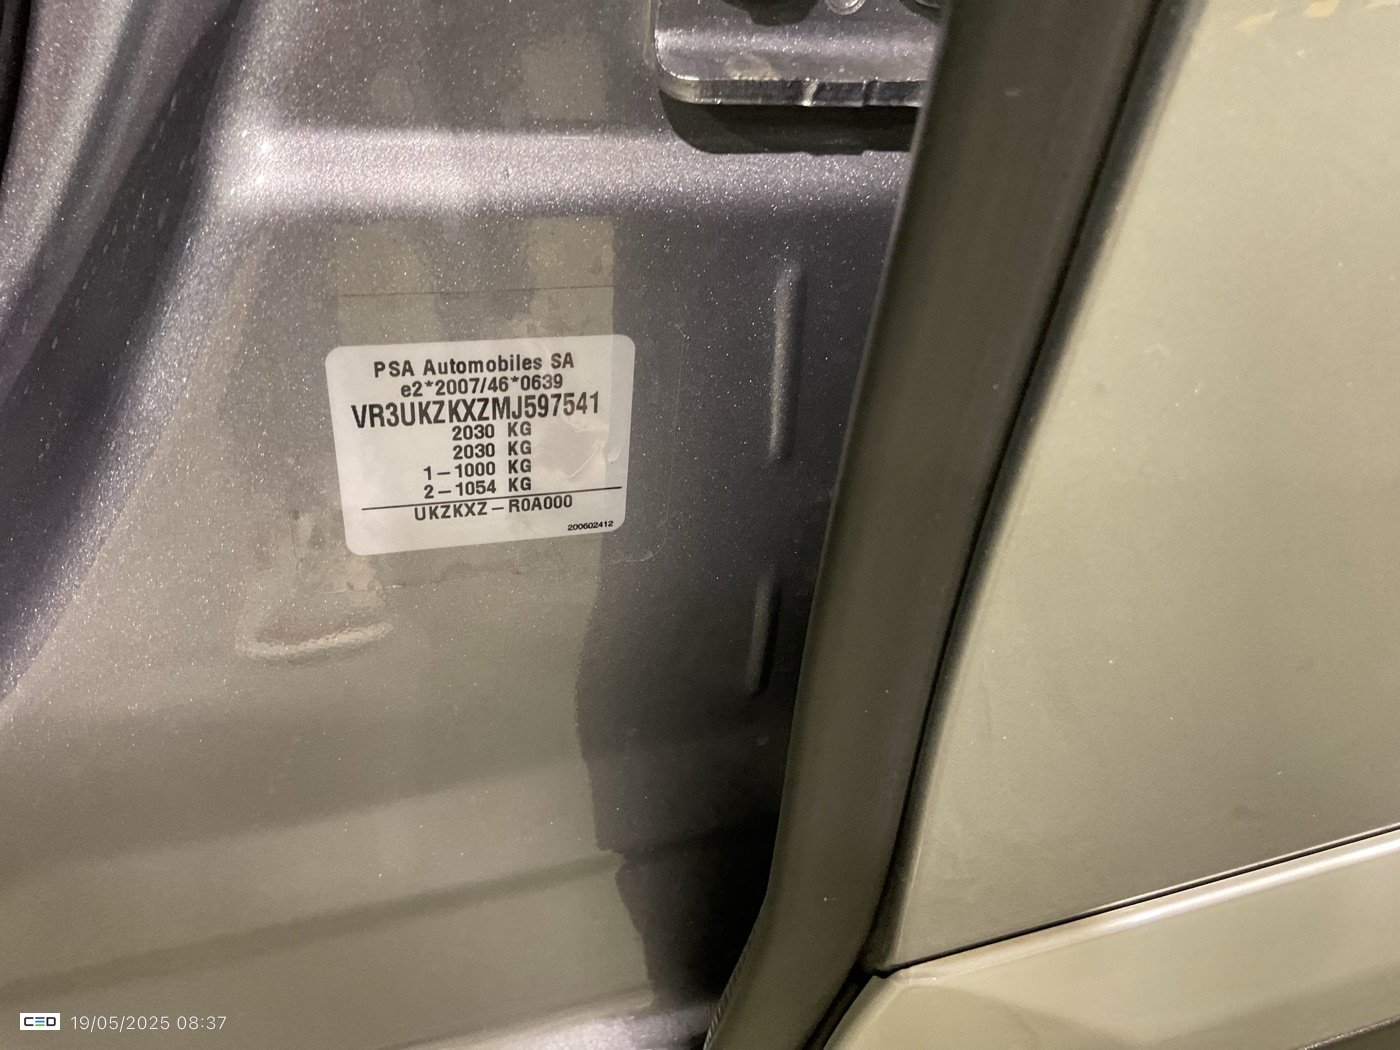 PSA Automobiles SA
e2*2007/46*0639
VR3UKZKXZMJ597541
2030 KG
2030 KG
1–1000 KG
2–1054 KG
UKZKXZ–R0A000
200602412
CED 19/05/2025 08:37